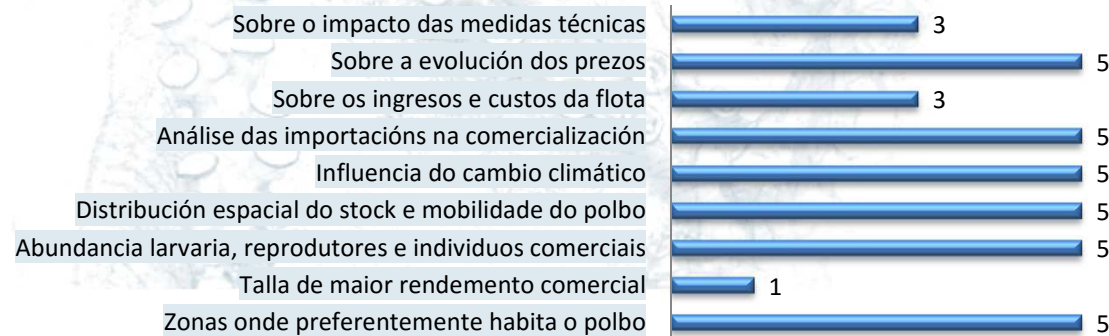 Sobre o impacto das medidas técnicas 3
Sobre a evolución dos prezos 5
Sobre os ingresos e custos da flota 3
Análise das importacións na comercialización 5
Influencia do cambio climático 5
Distribución espacial do stock e mobilidade do polbo 5
Abundancia larvaria, reprodutores e individuos comerciais 5
Talla de maior rendemento comercial 1
Zonas onde preferentemente habita o polbo 5